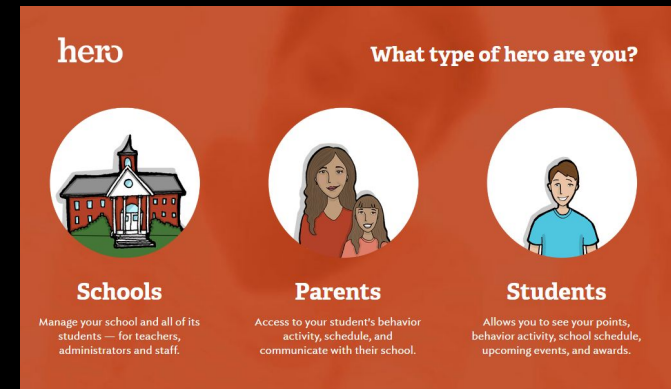 hero
What type of hero are you?
Schools
Manage your school and all of its
students — for teachers,
administrators and staff.
Parents
Access to your student's behavior
activity, schedule, and
communicate with their school.
Students
Allows you to see your points,
behavior activity, school schedule,
upcoming events, and awards.